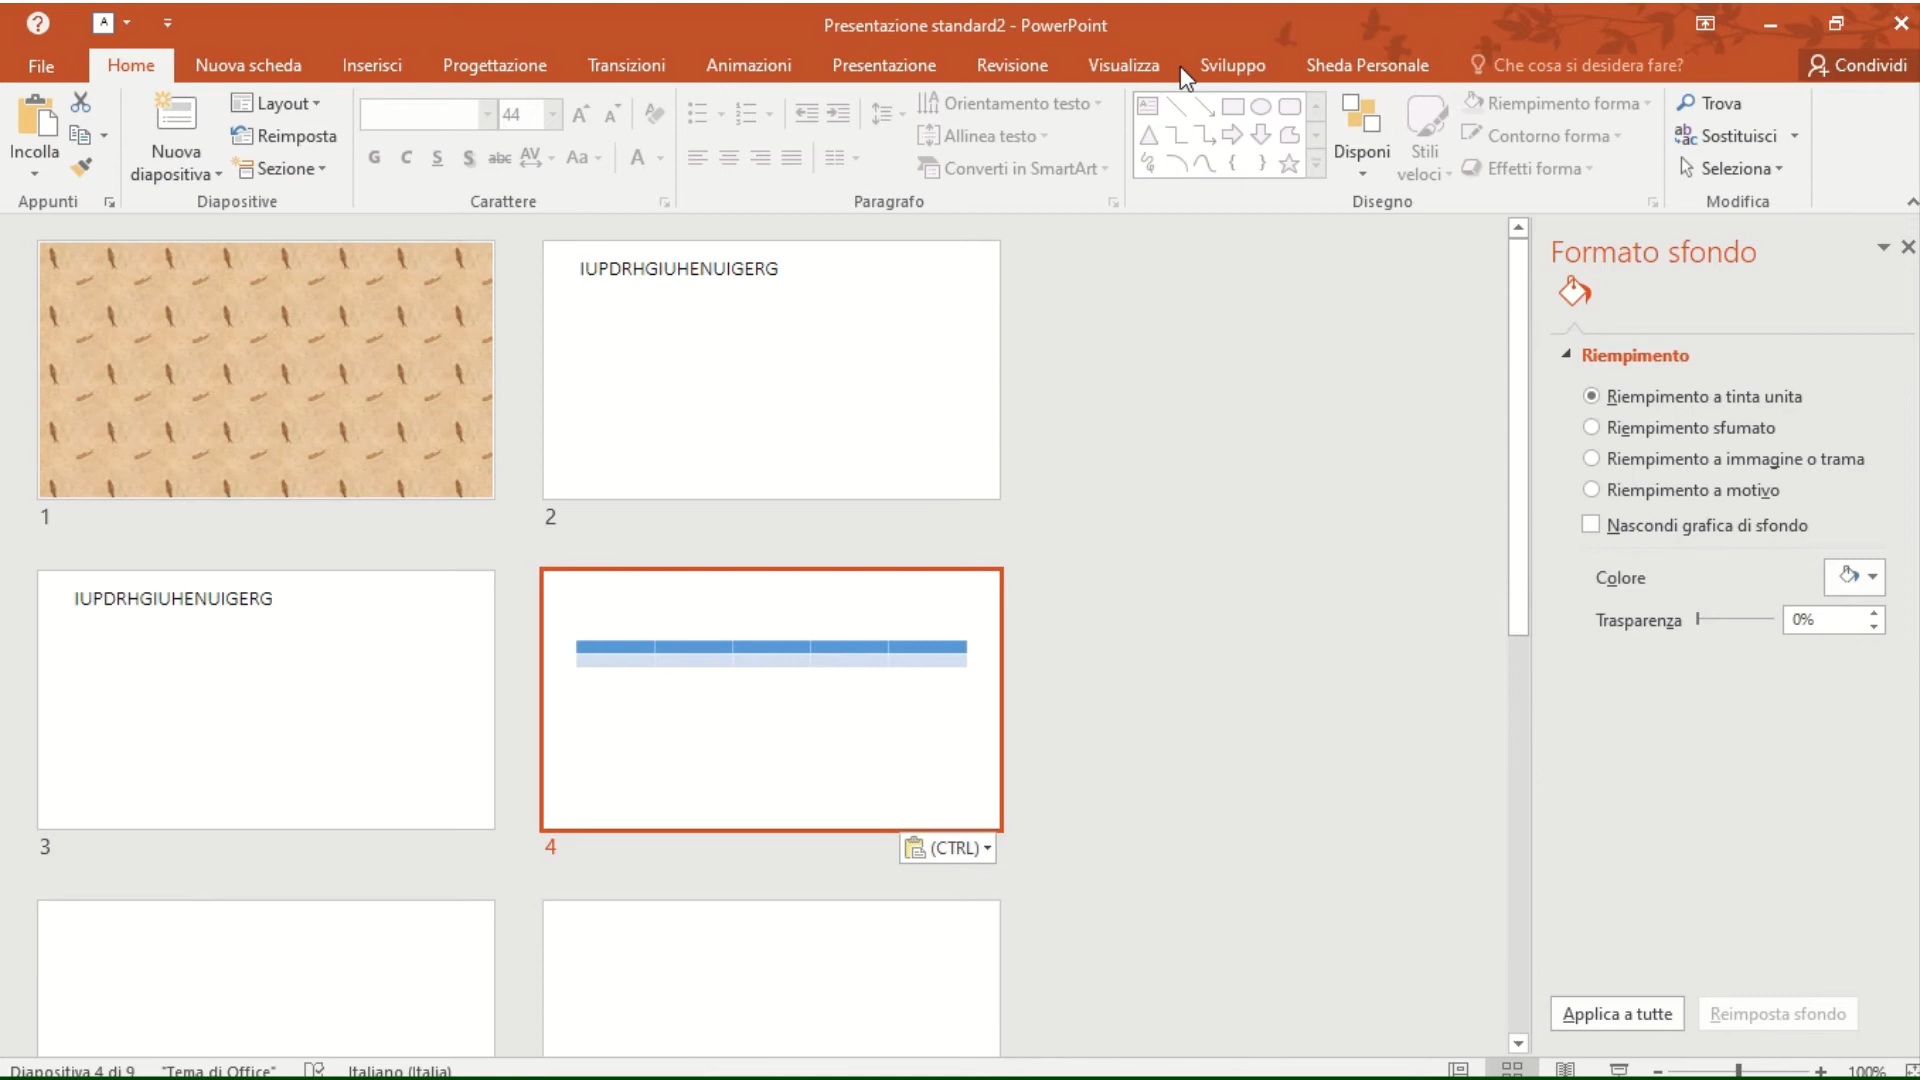 Presentazione standard2 - PowerPoint
File
Home
Nuova scheda
Inserisci
Progettazione
Transizioni
Animazioni
Presentazione
Revisione
Visualizza
Sviluppo
Sheda Personale
Che cosa si desidera fare?
Condividi
Incolla
Appunti
Nuova
diapositiva
Layout
Reimposta
Sezione
Diapositive
44
G C S S abc AV Aa A
Carattere
Orientamento testo
Allinea testo
Converti in SmartArt
Paragrafo
Disponi
Stili
veloci
Riempimento forma
Contorno forma
Effetti forma
Disegno
Trova
Sostituisci
Seleziona
Modifica
1
IUPDRHGIUHENUIGERG
2
IUPDRHGIUHENUIGERG
3
4
(CTRL)
Formato sfondo
Riempimento
Riempimento a tinta unita
Riempimento sfumato
Riempimento a immagine o trama
Riempimento a motivo
Nascondi grafica di sfondo
Colore
Trasparenza
0%
Applica a tutte
Reimposta sfondo
Diapositiva 4 di 9
"Tema di Office"
Italiano (Italia)
100%